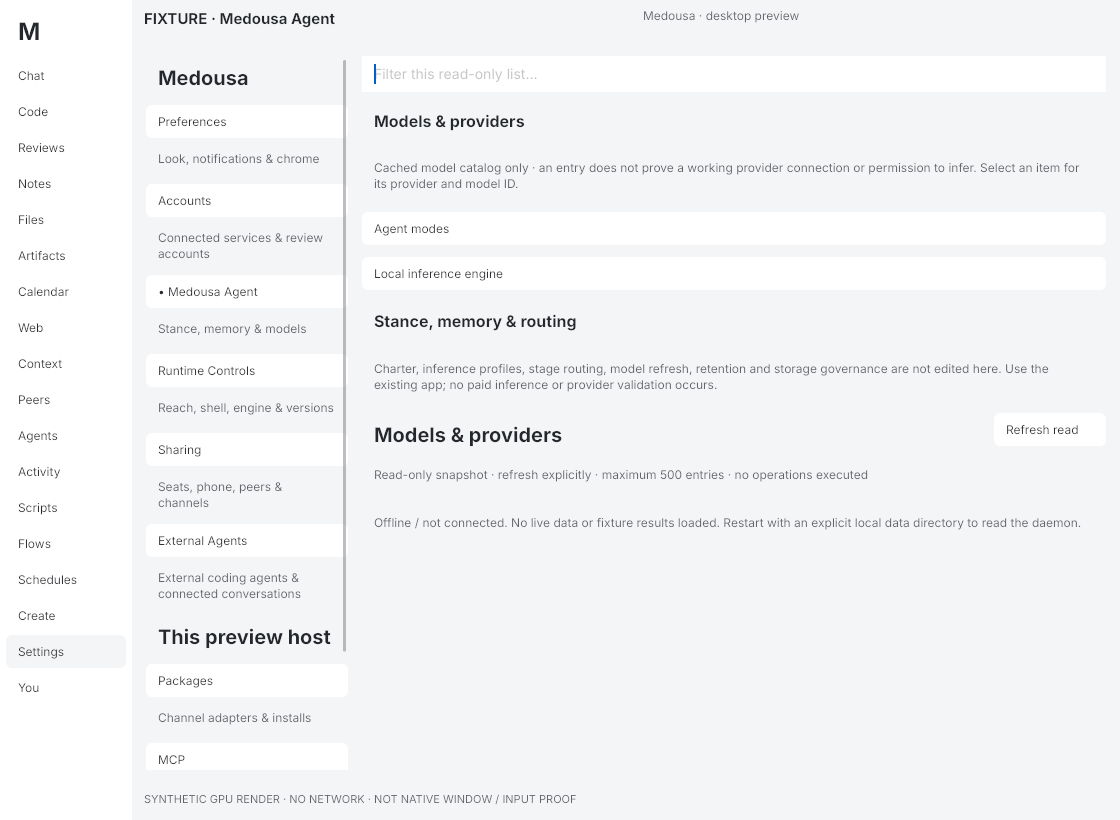 M
Chat
Code
Reviews
Notes
Files
Artifacts
Calendar
Web
Context
Peers
Agents
Activity
Scripts
Flows
Schedules
Create
Settings
You
FIXTURE · Medousa Agent
Medousa · desktop preview
Medousa
Preferences
Look, notifications & chrome
Accounts
Connected services & review
accounts
• Medousa Agent
Stance, memory & models
Runtime Controls
Reach, shell, engine & versions
Sharing
Seats, phone, peers &
channels
External Agents
External coding agents &
connected conversations
This preview host
Packages
Channel adapters & installs
MCP
Filter this read-only list...
Models & providers
Cached model catalog only · an entry does not prove a working provider connection or permission to infer. Select an item for
its provider and model ID.
Agent modes
Local inference engine
Stance, memory & routing
Charter, inference profiles, stage routing, model refresh, retention and storage governance are not edited here. Use the
existing app; no paid inference or provider validation occurs.
Models & providers
Refresh read
Read-only snapshot · refresh explicitly · maximum 500 entries · no operations executed
Offline / not connected. No live data or fixture results loaded. Restart with an explicit local data directory to read the daemon.
SYNTHETIC GPU RENDER · NO NETWORK · NOT NATIVE WINDOW / INPUT PROOF